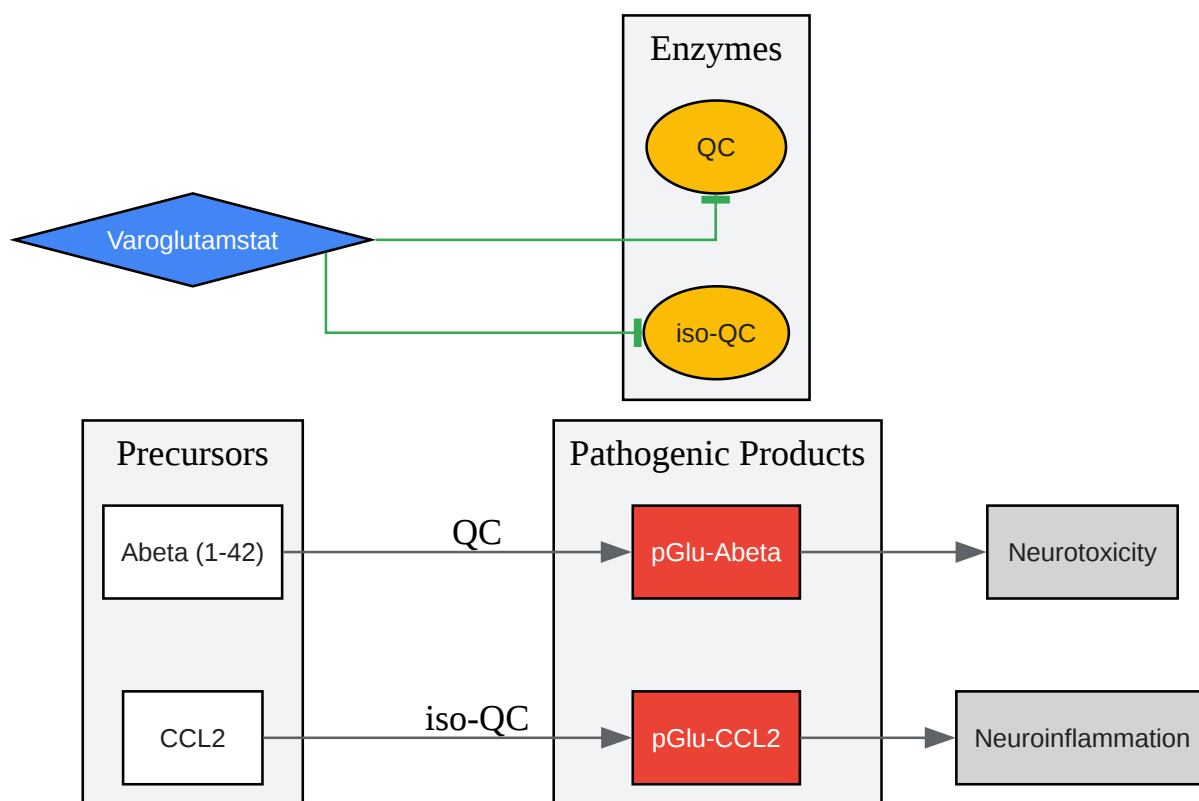 Enzymes
QC
Varoglutamstat
iso-QC
Precursors
Pathogenic Products
Abeta (1-42)
QC
pGlu-Abeta
Neurotoxicity
CCL2
iso-QC
pGlu-CCL2
Neuroinflammation